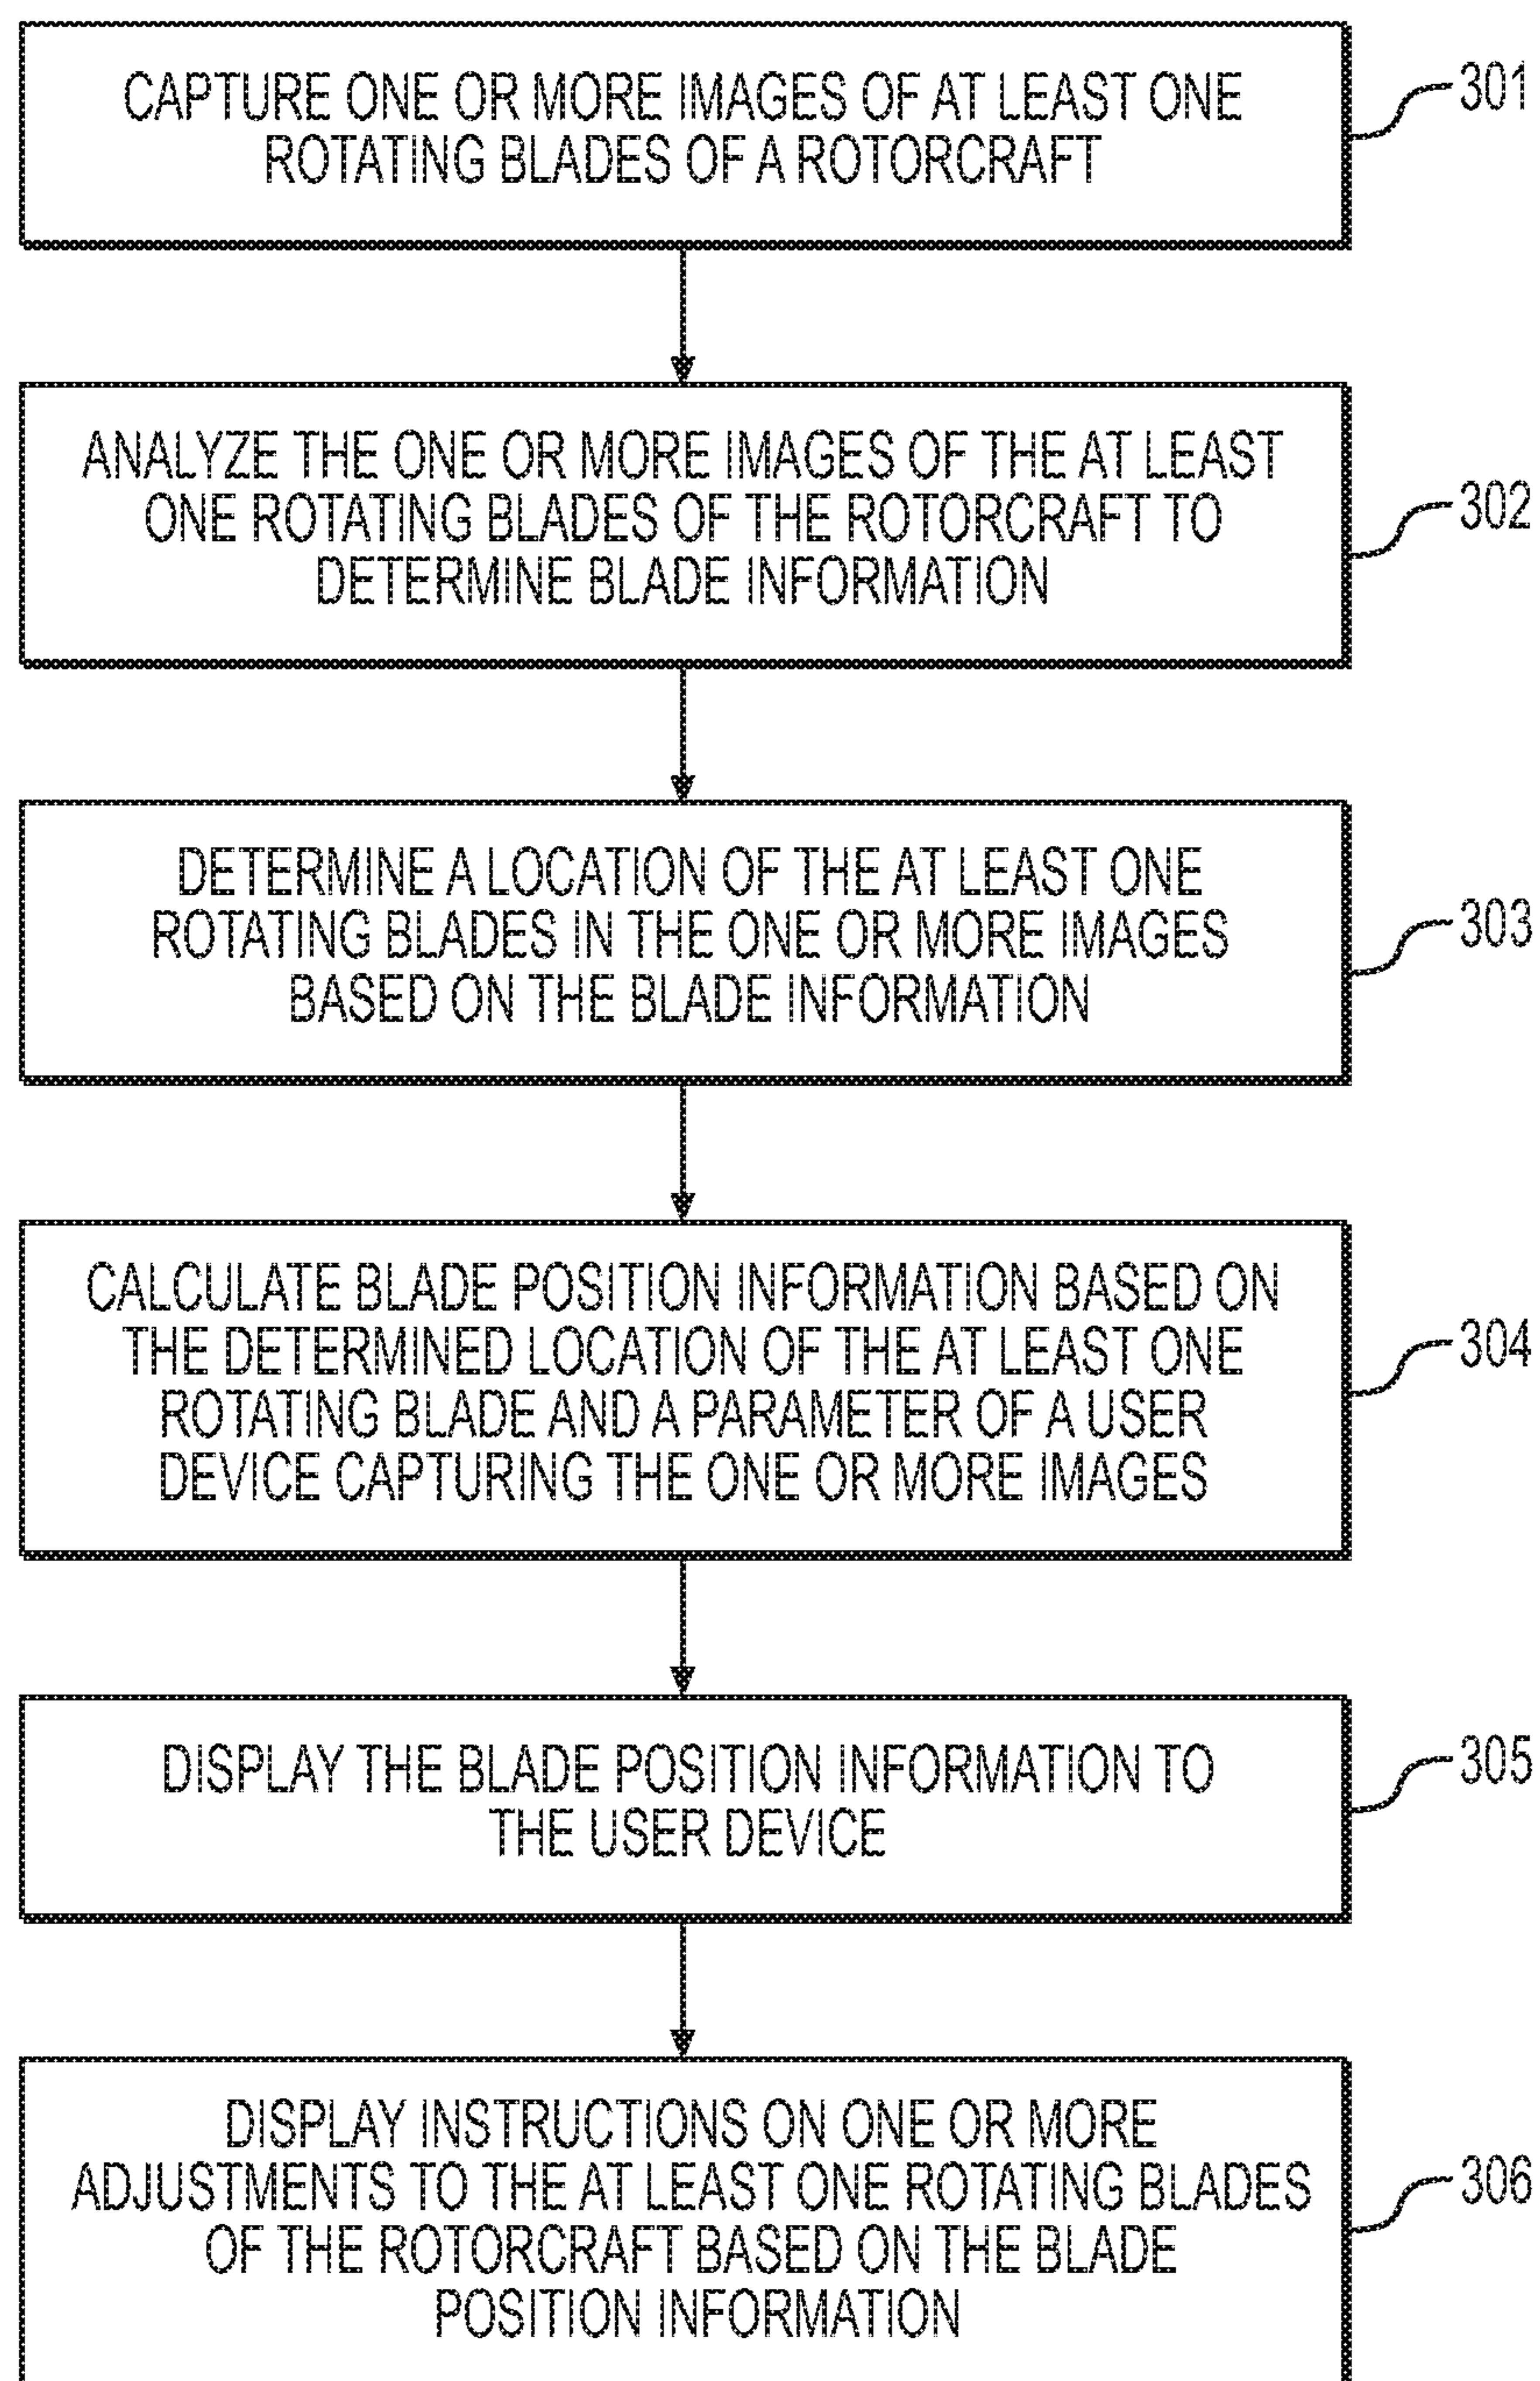 CAPTURE ONE OR MORE IMAGES OF AT LEAST ONE
ROTATING BLADES OF A ROTORCRAFT
301
ANALYZE THE ONE OR MORE IMAGES OF THE AT LEAST
ONE ROTATING BLADES OF THE ROTORCRAFT TO
DETERMINE BLADE INFORMATION
302
DETERMINE A LOCATION OF THE AT LEAST ONE
ROTATING BLADES IN THE ONE OR MORE IMAGES
BASED ON THE BLADE INFORMATION
303
CALCULATE BLADE POSITION INFORMATION BASED ON
THE DETERMINED LOCATION OF THE AT LEAST ONE
ROTATING BLADE AND A PARAMETER OF A USER
DEVICE CAPTURING THE ONE OR MORE IMAGES
304
DISPLAY THE BLADE POSITION INFORMATION TO
THE USER DEVICE
305
DISPLAY INSTRUCTIONS ON ONE OR MORE
ADJUSTMENTS TO THE AT LEAST ONE ROTATING BLADES
OF THE ROTORCRAFT BASED ON THE BLADE
POSITION INFORMATION
306